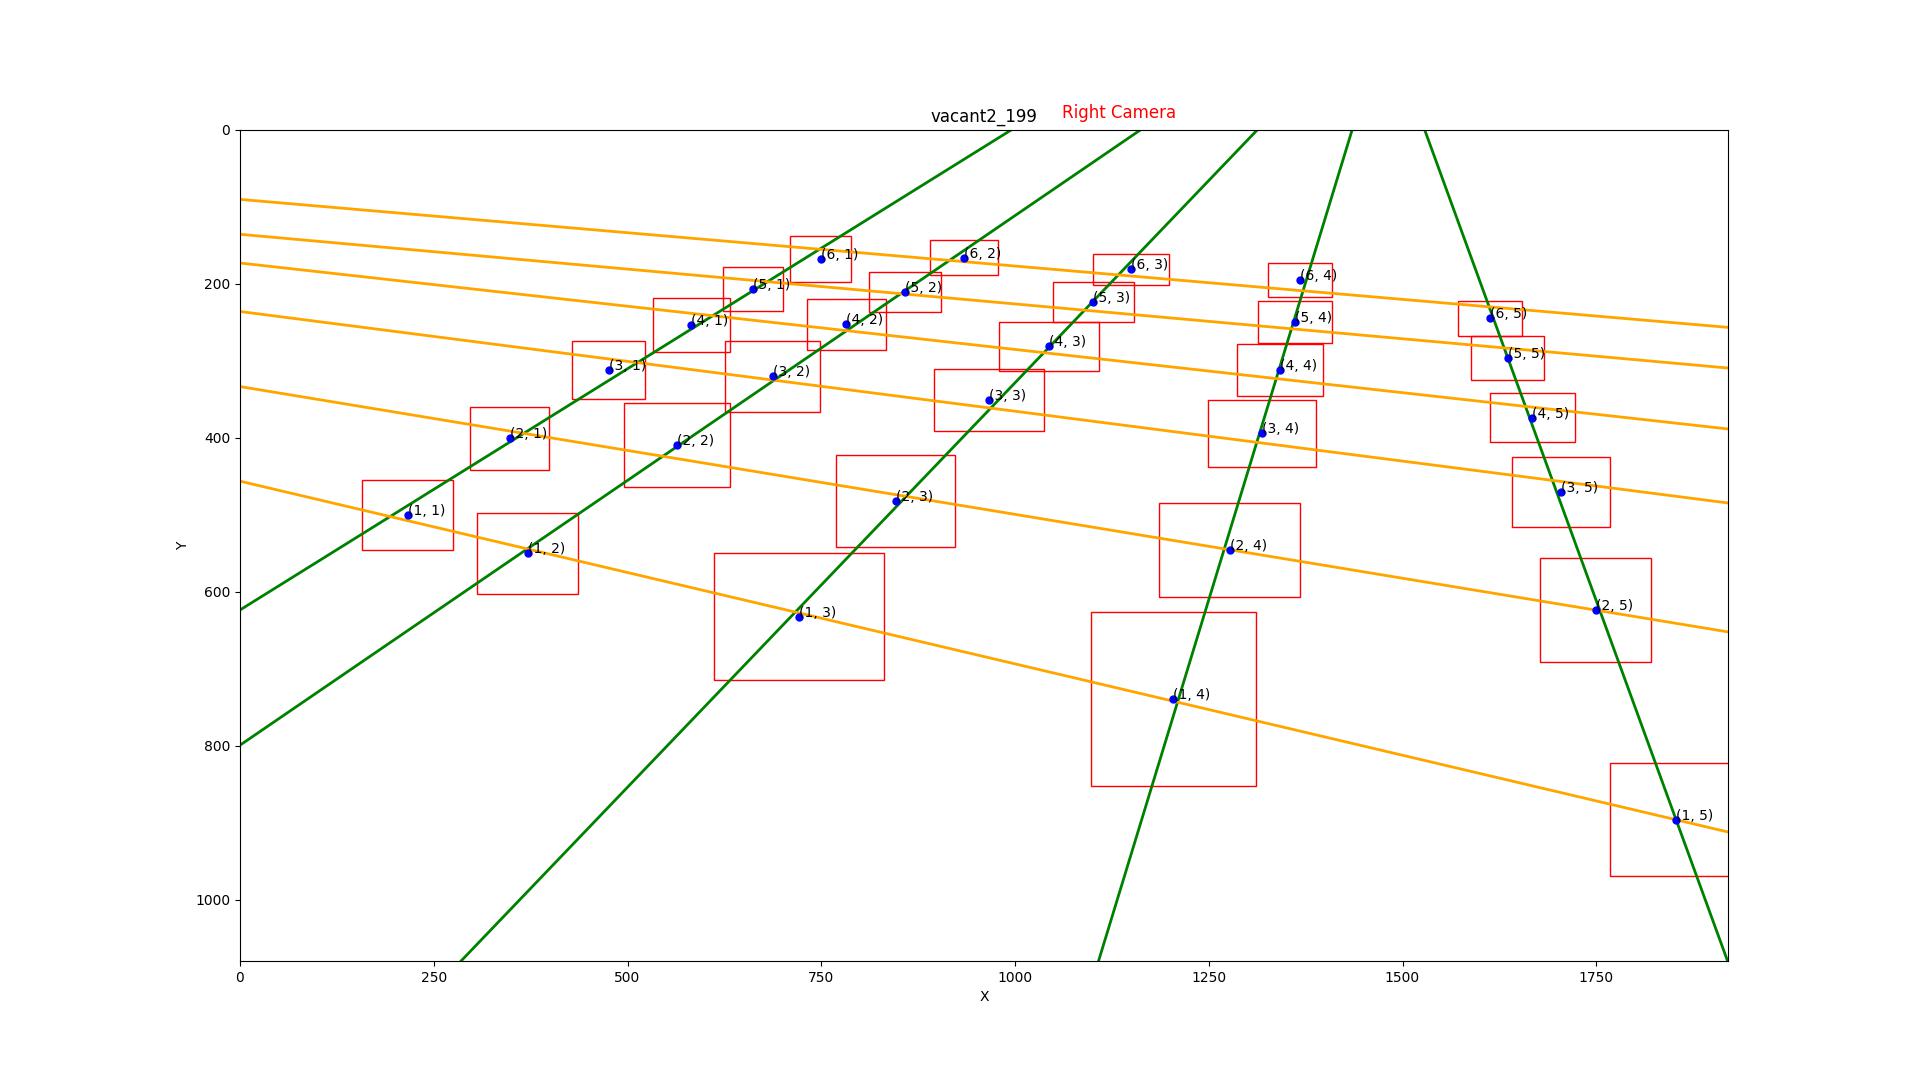 vacant2_199 Right Camera
0
(6, 1) (6, 2) (6, 3) (6, 4) (6, 5)
200
(5, 1) (5, 2) (5, 3) (5, 4) (5, 5)
(4, 1) (4, 2) (4, 3) (4, 4) (4, 5)
(3, 1) (3, 2) (3, 3) (3, 4) (3, 5)
400
(2, 1) (2, 2) (2, 3) (2, 4) (2, 5)
(1, 1) (1, 2) (1, 3) (1, 4) (1, 5)
Y
600
800
1000
0 250 500 750 1000 1250 1500 1750
X